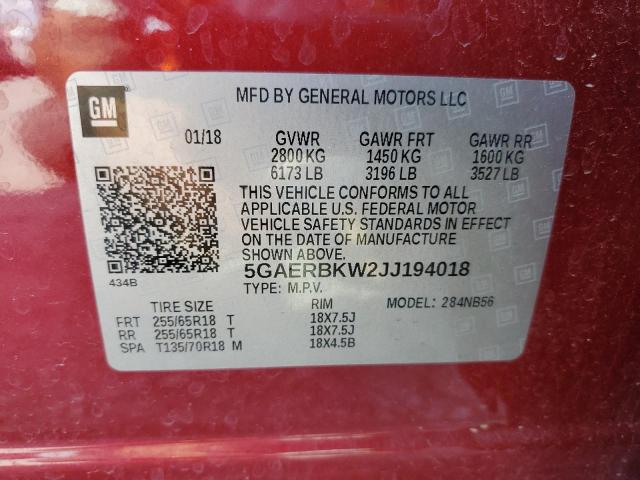 GM
MFD BY GENERAL MOTORS LLC
01/18 GVWR GAWR FRT GAWR RR
2800 KG 1450 KG 1600 KG
6173 LB 3196 LB 3527 LB
THIS VEHICLE CONFORMS TO ALL
APPLICABLE U.S. FEDERAL MOTOR
VEHICLE SAFETY STANDARDS IN EFFECT
ON THE DATE OF MANUFACTURE
SHOWN ABOVE.
434B
5GAERBKW2JJ194018
TYPE: M.P.V. MODEL: 284NB56
TIRE SIZE RIM
FRT 255/65R18 T 18X7.5J
RR 255/65R18 T 18X7.5J
SPA T135/70R18 M 18X4.5B